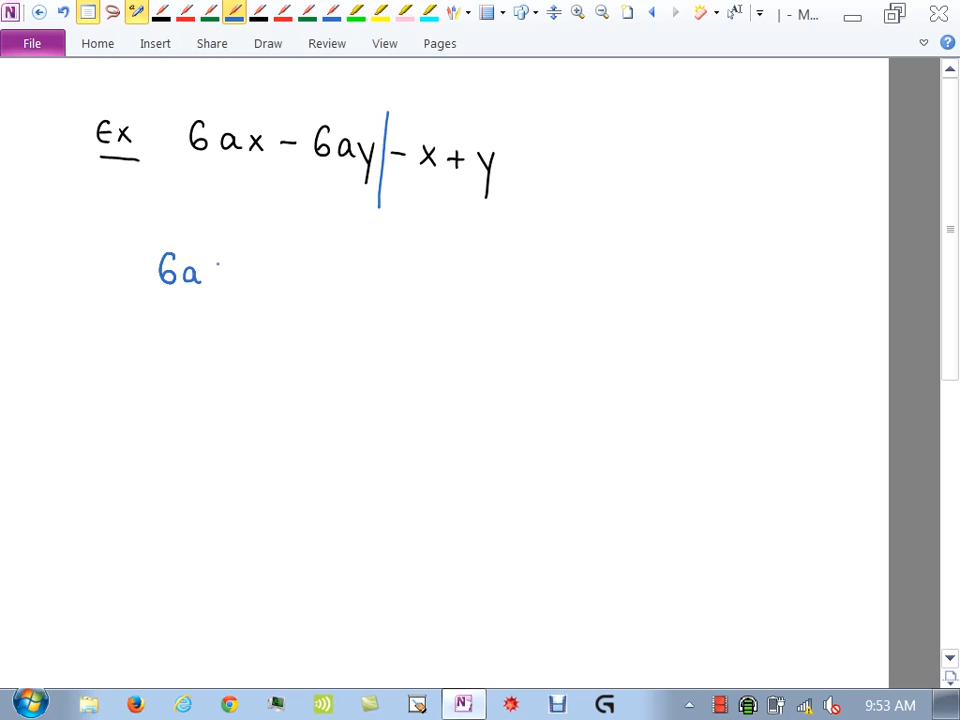 - M...
File Home Insert Share Draw Review View Pages
Ex 6ax - 6ay - x + y
6a
9:53 AM